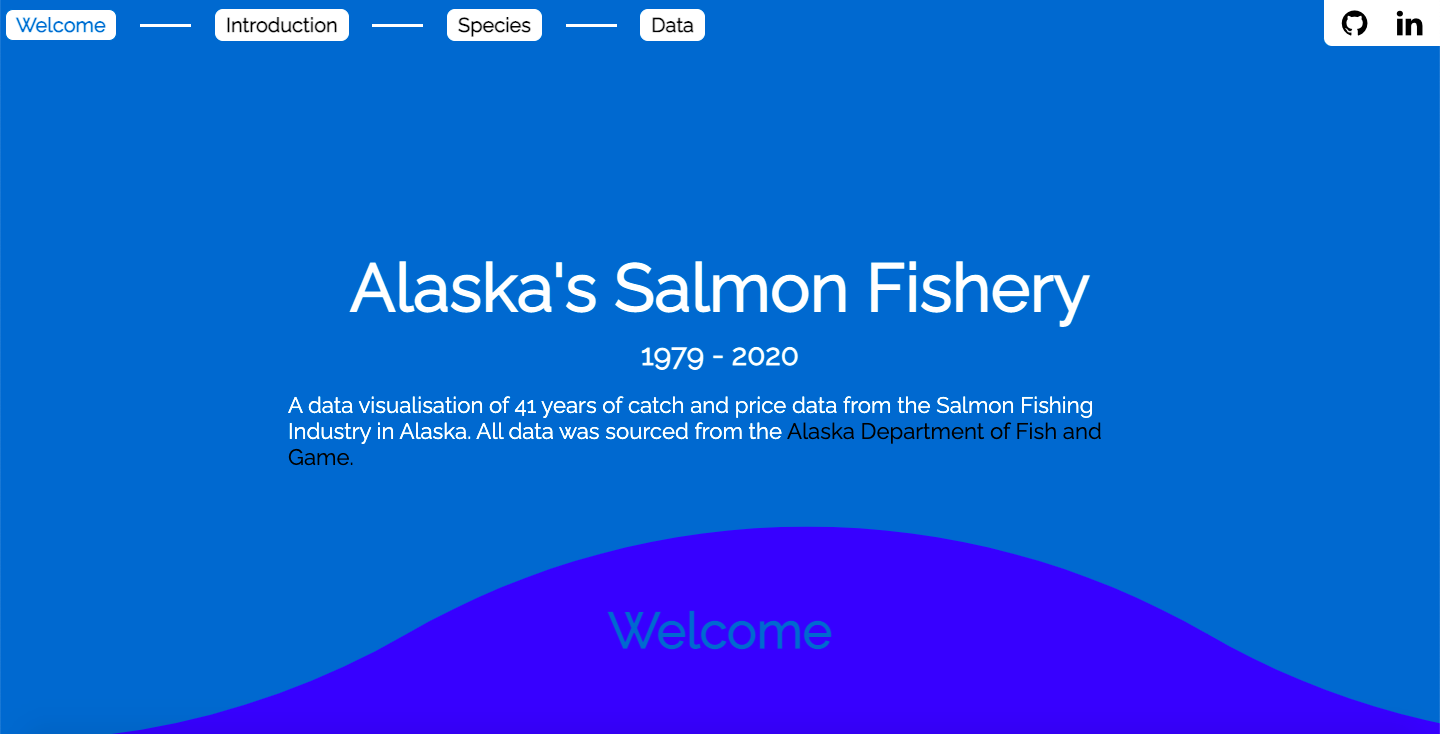 Welcome
Introduction
Species
Data
in
Alaska's Salmon Fishery
1979 - 2020
A data visualisation of 41 years of catch and price data from the Salmon Fishing
Industry in Alaska. All data was sourced from the Alaska Department of Fish and
Game.
Welcome